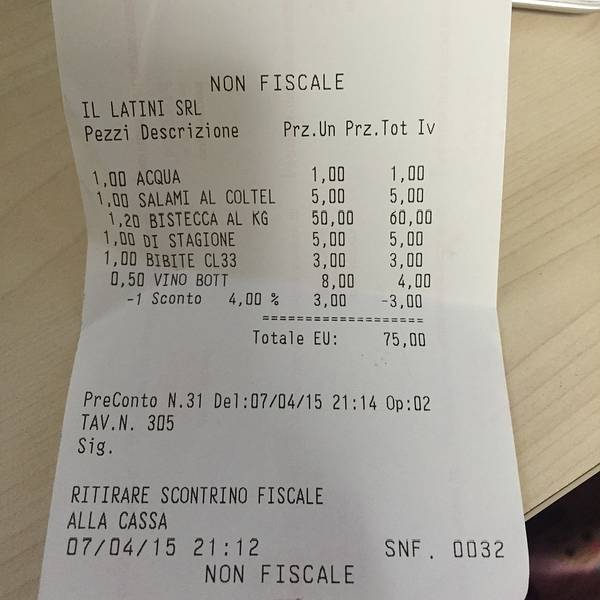 NON FISCALE
IL LATINI SRL
Pezzi Descrizione Prz.Un Prz.Tot Iv
1,00 ACQUA 1,00 1,00
1,00 SALAMI AL COLTEL 5,00 5,00
1,20 BISTECCA AL KG 50,00 60,00
1,00 DI STAGIONE 5,00 5,00
1,00 BIBITE CL33 3,00 3,00
0,50 VINO BOTT 8,00 4,00
-1 Sconto 4,00 % 3,00 -3,00
===================
Totale EU: 75,00
PreConto N.31 Del:07/04/15 21:14 Op:02
TAV.N. 305
Sig.
RITIRARE SCONTRINO FISCALE
ALLA CASSA
07/04/15 21:12 SNF. 0032
NON FISCALE